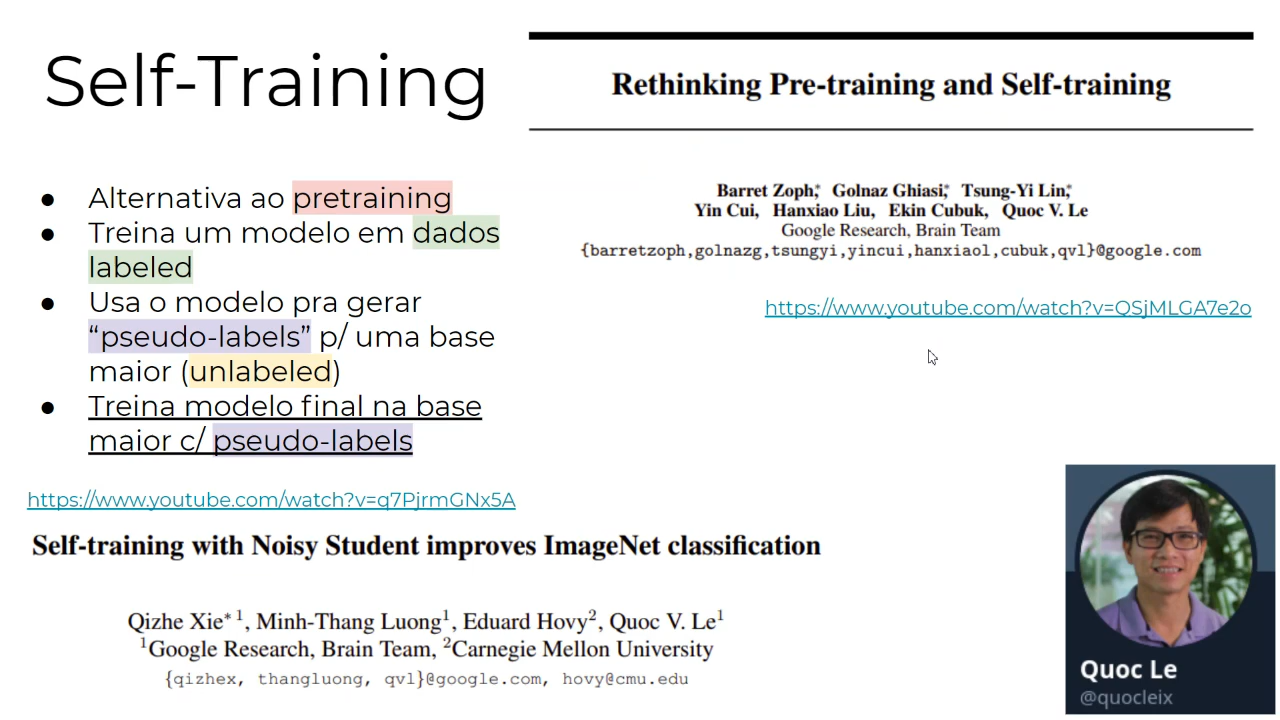 Self-Training
● Alternativa ao pretraining
● Treina um modelo em dados
labeled
● Usa o modelo pra gerar
“pseudo-labels” p/ uma base
maior (unlabeled)
● Treina modelo final na base
maior c/ pseudo-labels
https://www.youtube.com/watch?v=q7PjrmGNx5A
Self-training with Noisy Student improves ImageNet classification
Qizhe Xie*¹, Minh-Thang Luong¹, Eduard Hovy², Quoc V. Le¹
¹Google Research, Brain Team, ²Carnegie Mellon University
{qizhex, thangluong, qvl}@google.com, hovy@cmu.edu
Rethinking Pre-training and Self-training
Barret Zoph,* Golnaz Ghiasi,* Tsung-Yi Lin,*
Yin Cui, Hanxiao Liu, Ekin Cubuk, Quoc V. Le
Google Research, Brain Team
{barretzoph,golnazg,tsungyi,yincui,hanxiaol,cubuk,qvl}@google.com
https://www.youtube.com/watch?v=QSjMLGA7e2o
Quoc Le
@quocleix